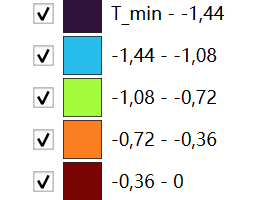 T_min - -1,44
-1,44 - -1,08
-1,08 - -0,72
-0,72 - -0,36
-0,36 - 0